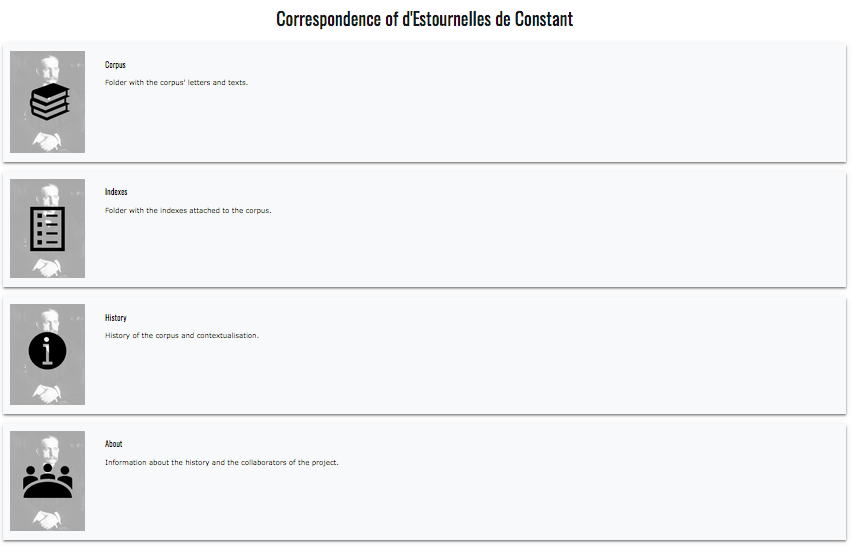 Correspondence of d'Estournelles de Constant
Corpus
Folder with the corpus' letters and texts.
Indexes
Folder with the indexes attached to the corpus.
History
History of the corpus and contextualisation.
About
Information about the history and the collaborators of the project.